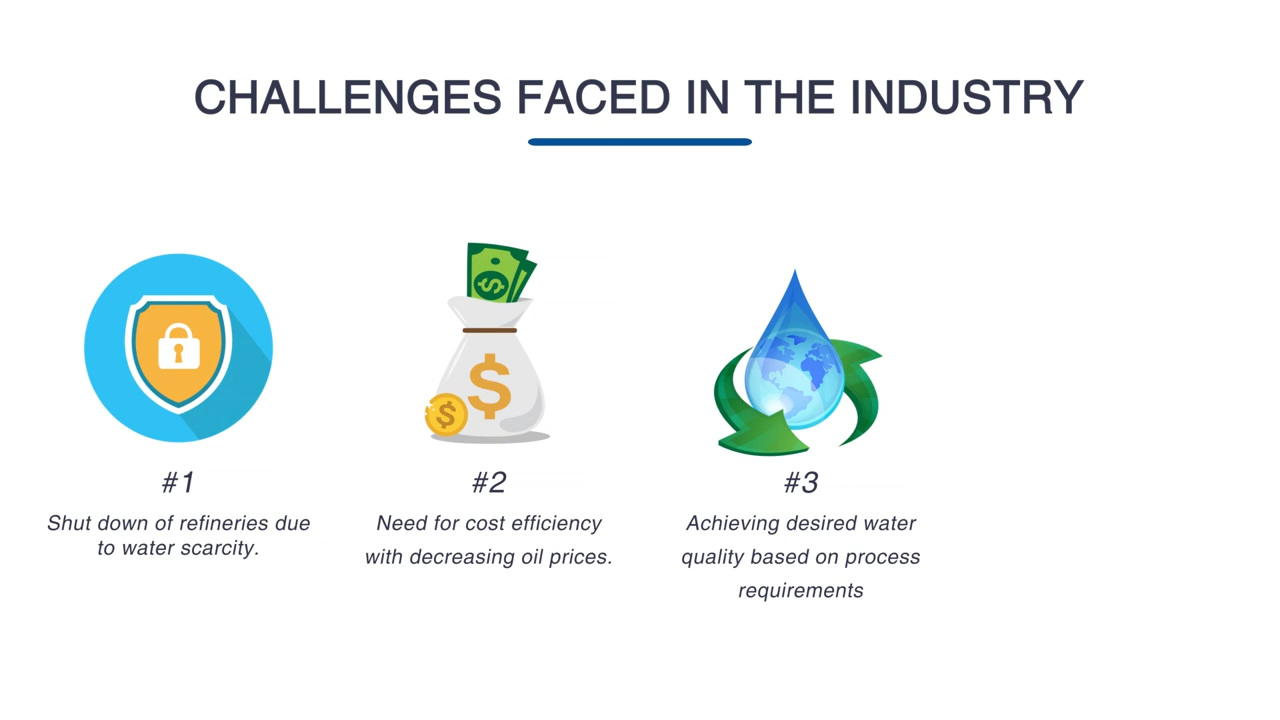 CHALLENGES FACED IN THE INDUSTRY
$
$
$
#1
Shut down of refineries due
to water scarcity.
#2
Need for cost efficiency
with decreasing oil prices.
#3
Achieving desired water
quality based on process
requirements